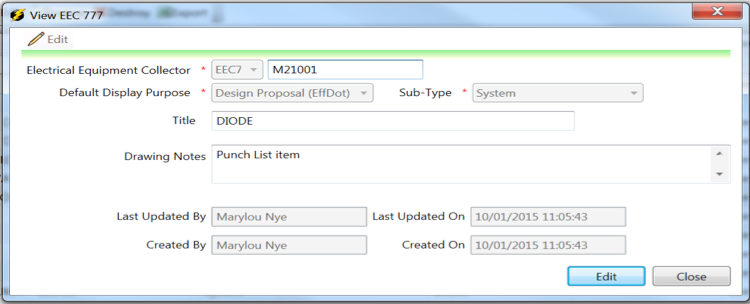 View EEC 777
Edit
Electrical Equipment Collector * EEC7 M21001
Default Display Purpose * Design Proposal (EffDot) Sub-Type * System
Title DIODE
Drawing Notes Punch List item
Last Updated By Marylou Nye Last Updated On 10/01/2015 11:05:43
Created By Marylou Nye Created On 10/01/2015 11:05:43
Edit Close